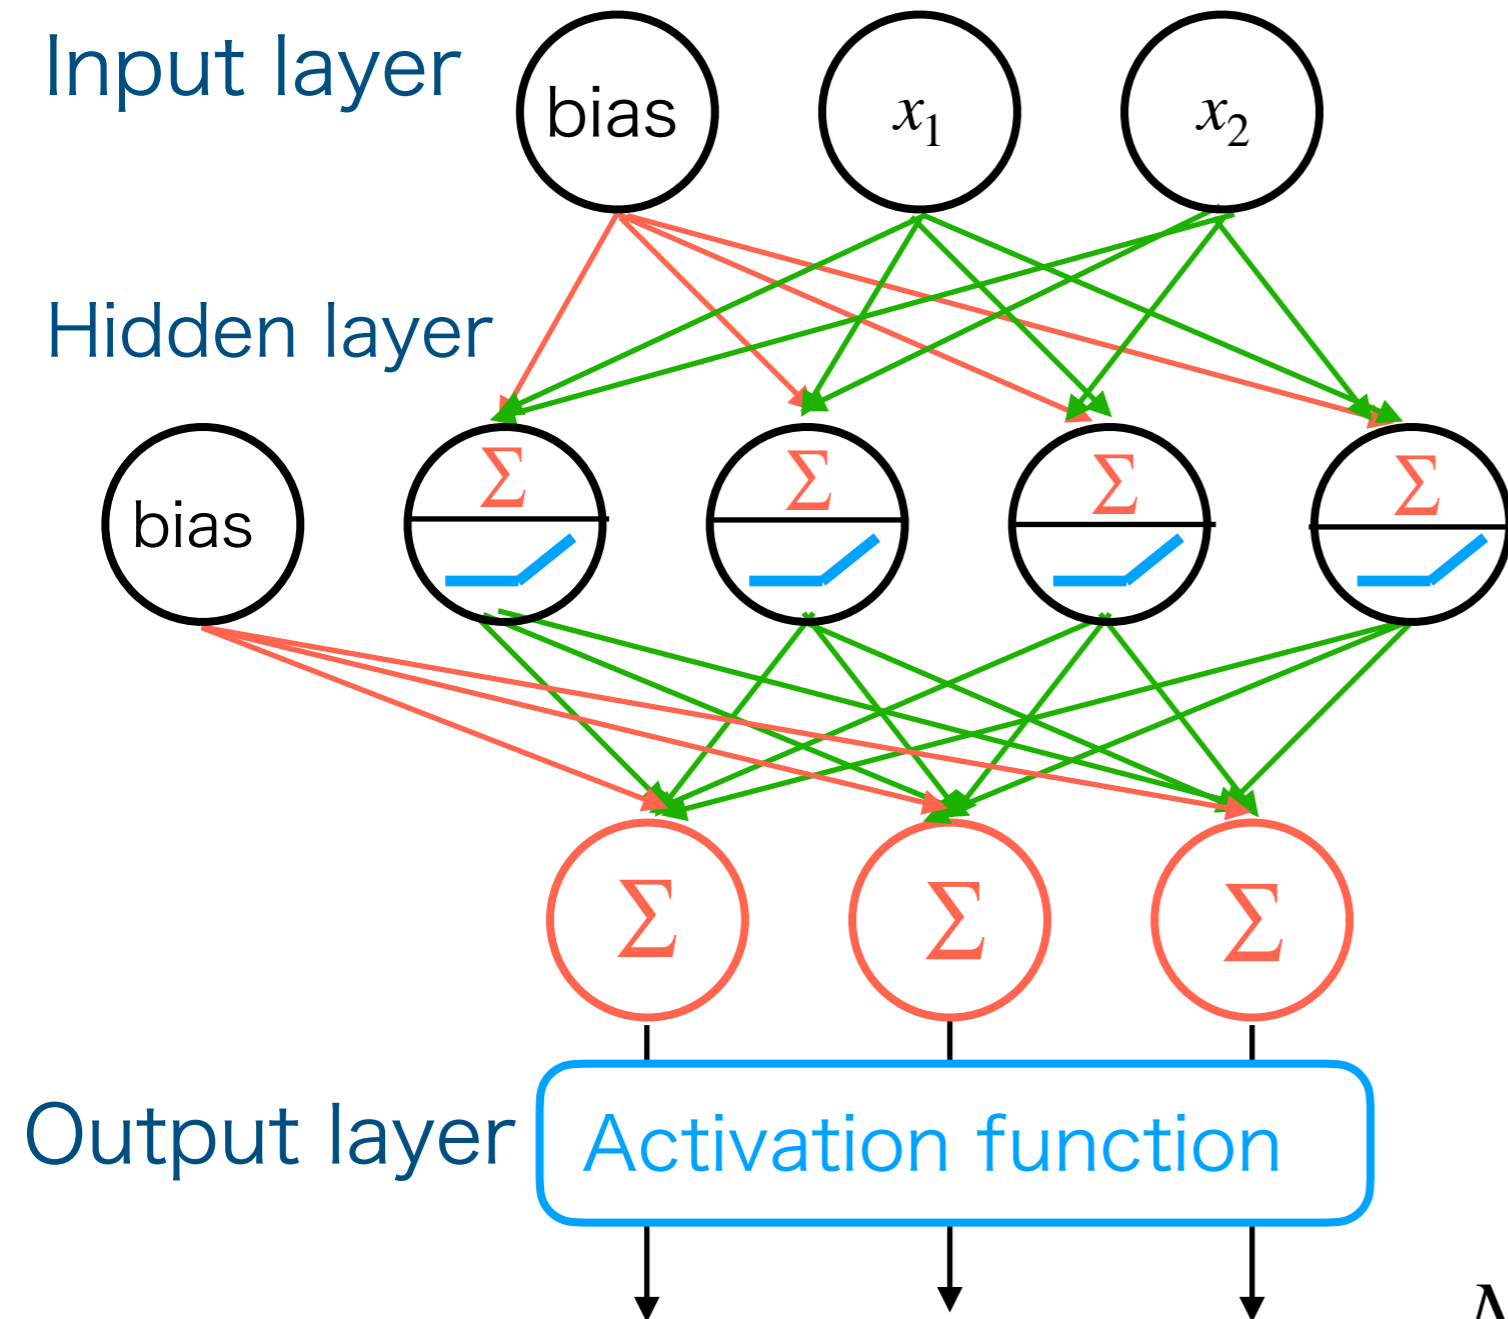 Input layer
bias
x₁
x₂
Hidden layer
bias
Σ
Σ
Σ
Σ
Σ
Σ
Σ
Output layer
Activation function